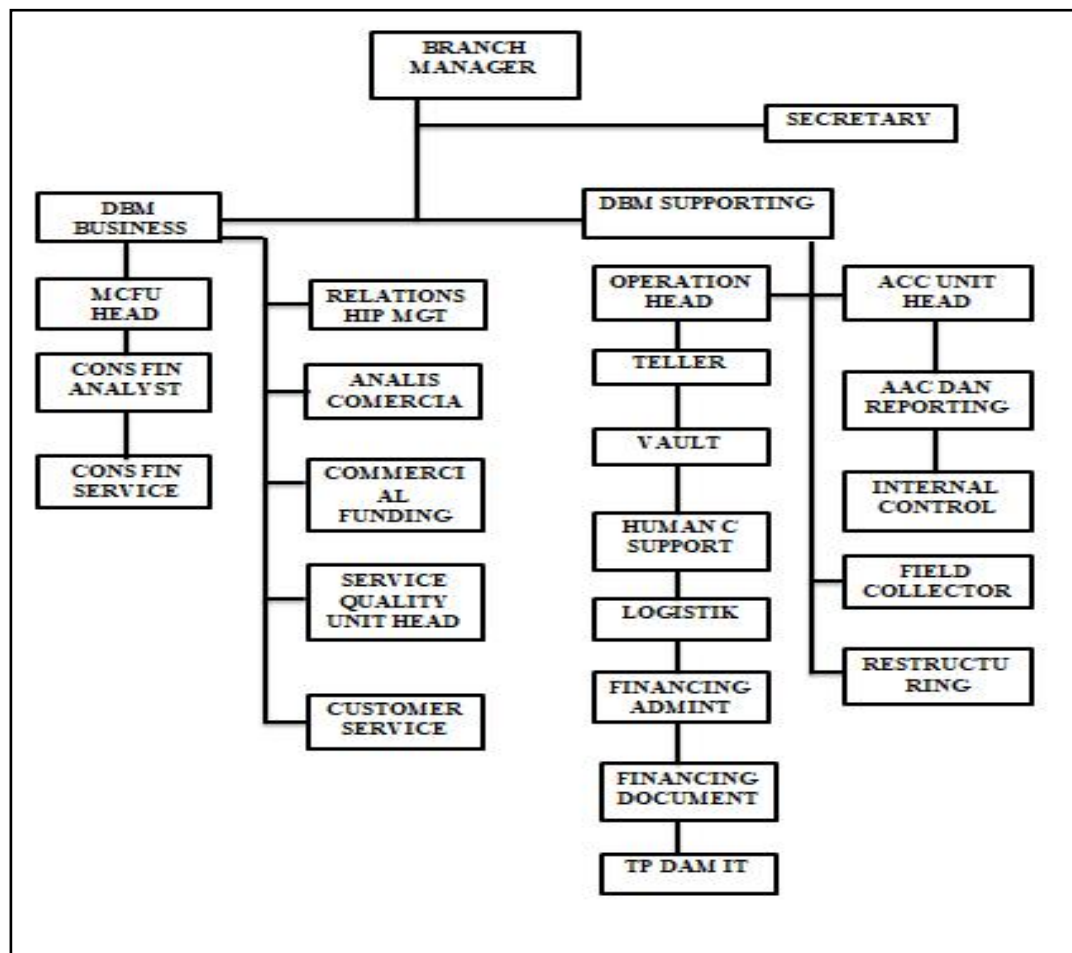 BRANCH
MANAGER
SECRETARY
DBM
BUSINESS
DBM SUPPORTING
MCFU
HEAD
CONS FIN
ANALYST
CONS FIN
SERVICE
RELATIONS
HIP MGT
ANALIS
COMERCIA
COMMERCI
AL
FUNDING
SERVICE
QUALITY
UNIT HEAD
CUSTOMER
SERVICE
OPERATION
HEAD
TELLER
VAULT
HUMAN C
SUPPORT
LOGISTIK
FINANCING
ADMINT
FINANCING
DOCUMENT
TP DAM IT
ACC UNIT
HEAD
AAC DAN
REPORTING
INTERNAL
CONTROL
FIELD
COLLECTOR
RESTRUCTU
RING